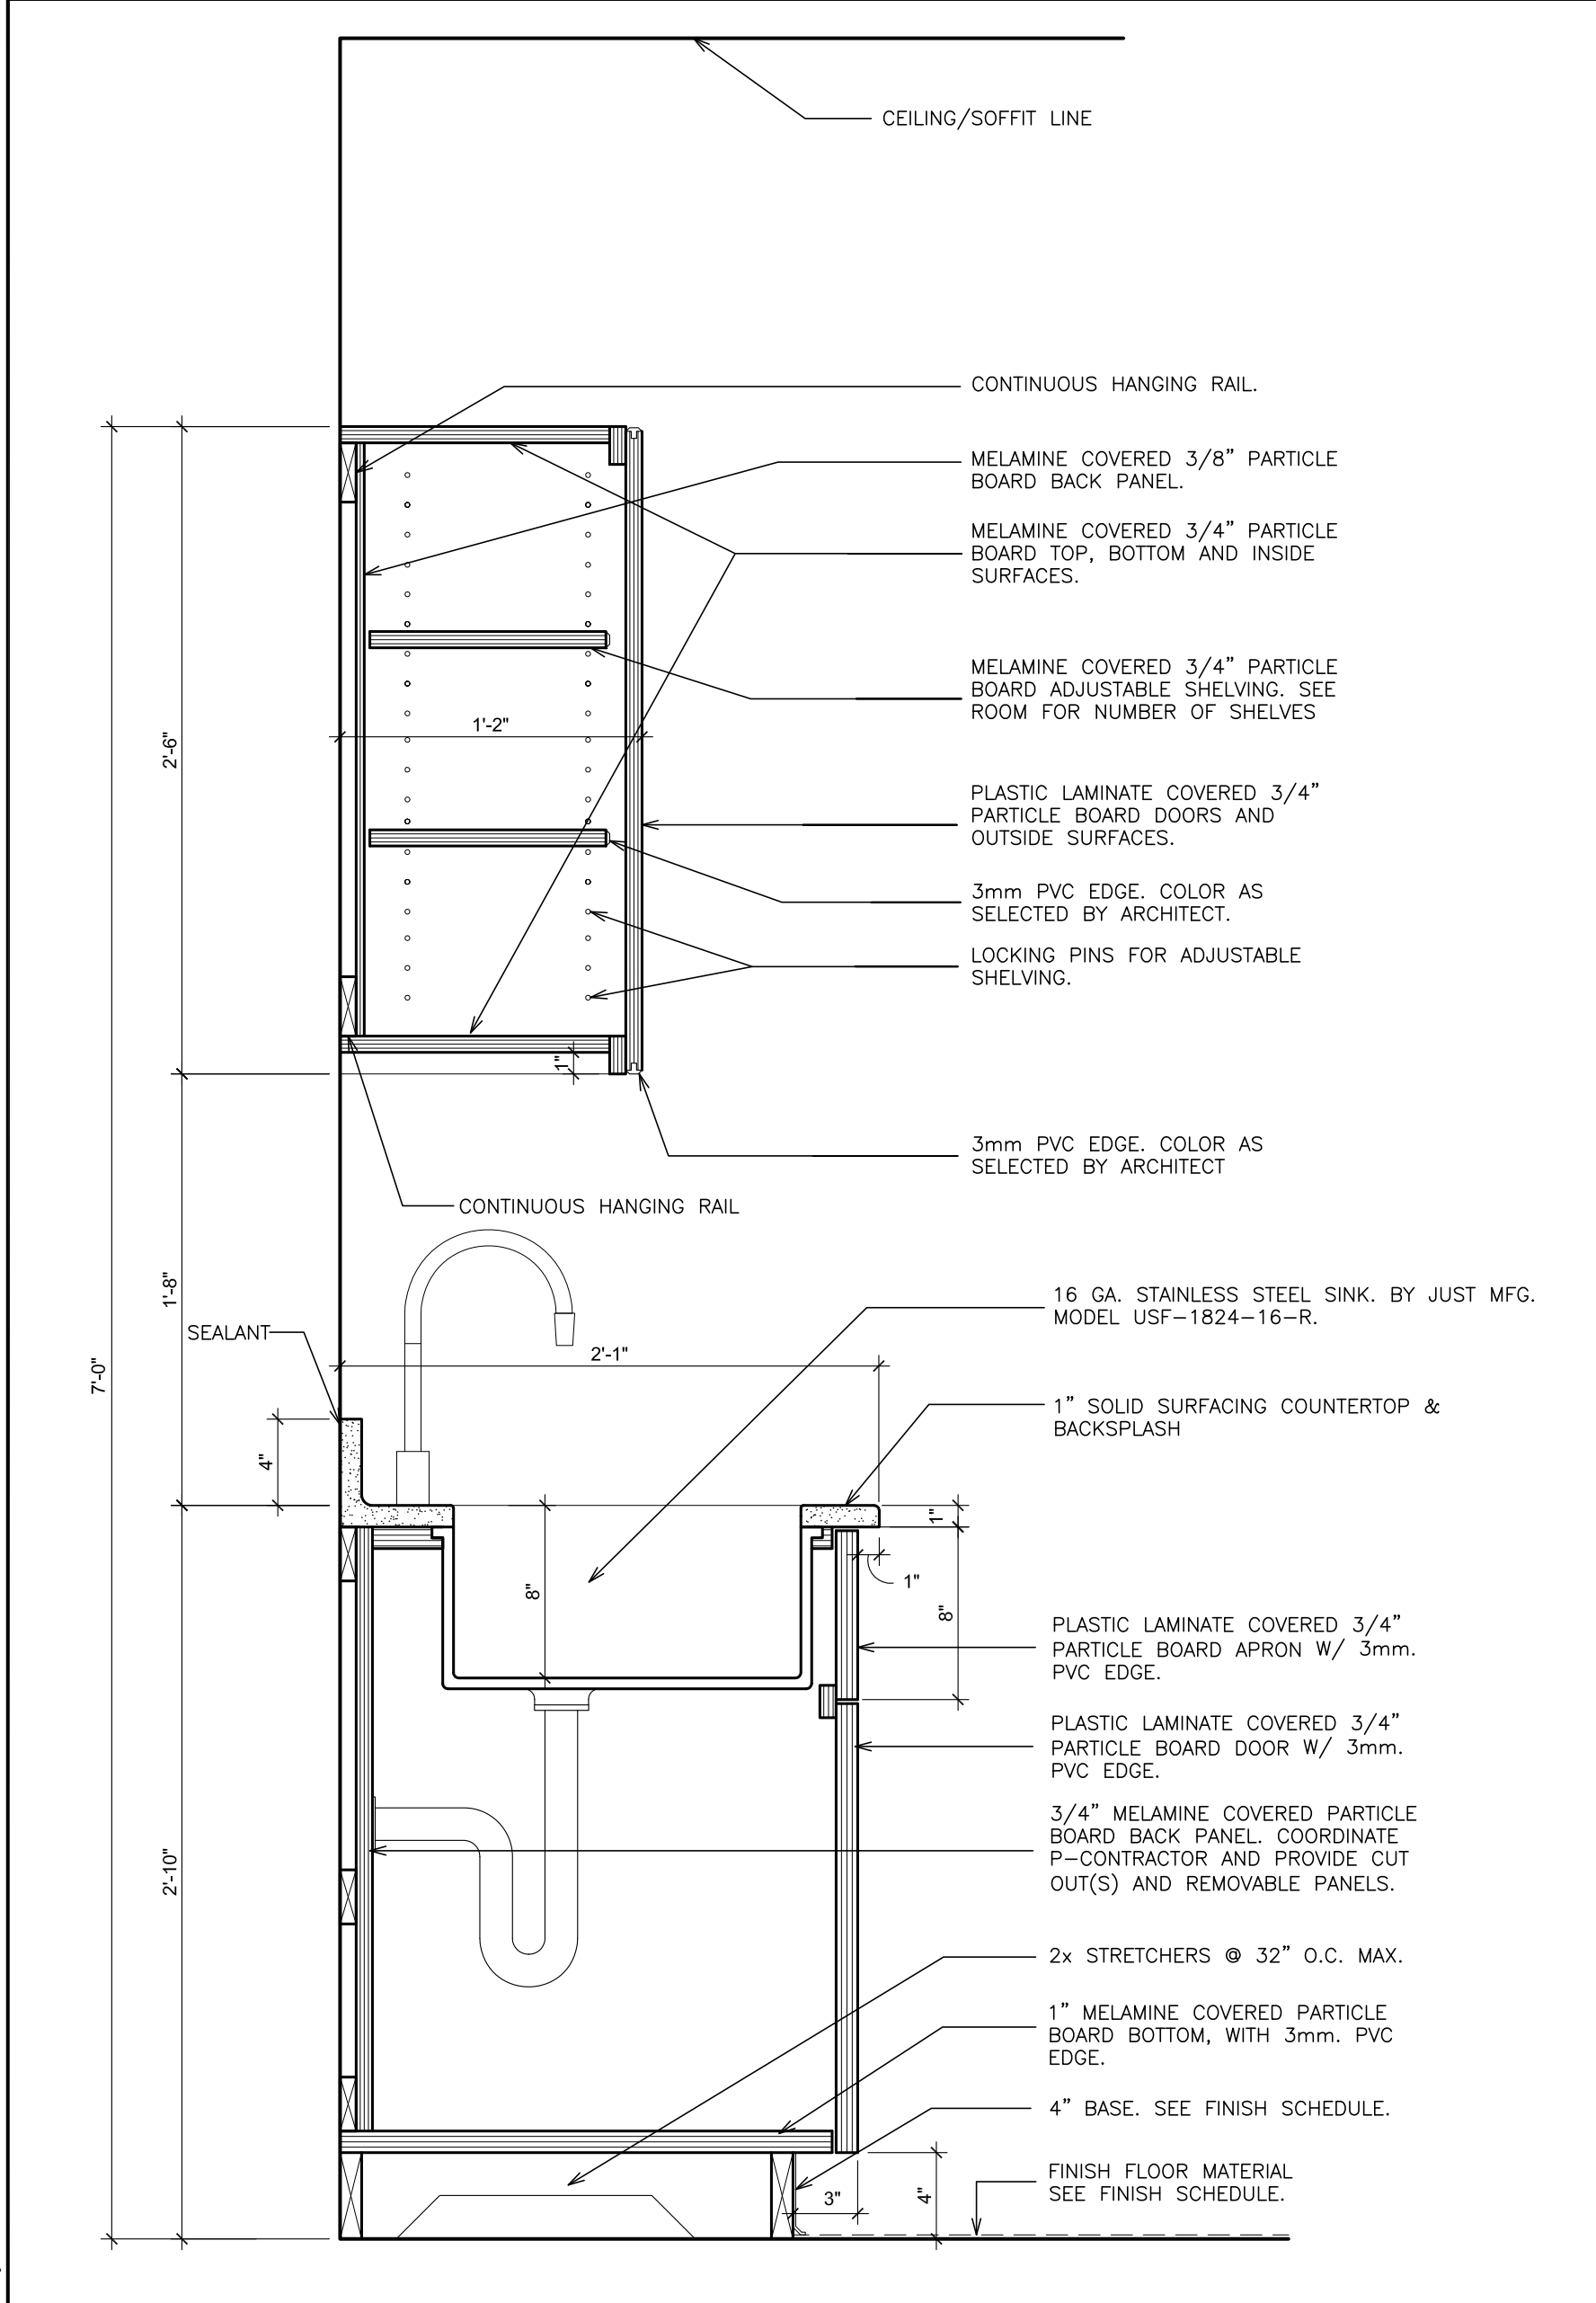 CEILING/SOFFIT LINE
CONTINUOUS HANGING RAIL.
MELAMINE COVERED 3/8” PARTICLE
BOARD BACK PANEL.
MELAMINE COVERED 3/4” PARTICLE
BOARD TOP, BOTTOM AND INSIDE
SURFACES.
MELAMINE COVERED 3/4” PARTICLE
BOARD ADJUSTABLE SHELVING. SEE
ROOM FOR NUMBER OF SHELVES
1'-2"
2'-6"
PLASTIC LAMINATE COVERED 3/4”
PARTICLE BOARD DOORS AND
OUTSIDE SURFACES.
3mm PVC EDGE. COLOR AS
SELECTED BY ARCHITECT.
LOCKING PINS FOR ADJUSTABLE
SHELVING.
1"
3mm PVC EDGE. COLOR AS
SELECTED BY ARCHITECT
CONTINUOUS HANGING RAIL
1'-8"
16 GA. STAINLESS STEEL SINK. BY JUST MFG.
MODEL USF-1824-16-R.
SEALANT
2'-1"
7'-0"
1” SOLID SURFACING COUNTERTOP &
BACKSPLASH
4"
1"
8"
1"
8"
PLASTIC LAMINATE COVERED 3/4”
PARTICLE BOARD APRON W/ 3mm.
PVC EDGE.
PLASTIC LAMINATE COVERED 3/4”
PARTICLE BOARD DOOR W/ 3mm.
PVC EDGE.
3/4” MELAMINE COVERED PARTICLE
BOARD BACK PANEL. COORDINATE
P-CONTRACTOR AND PROVIDE CUT
OUT(S) AND REMOVABLE PANELS.
2'-10"
2x STRETCHERS @ 32” O.C. MAX.
1” MELAMINE COVERED PARTICLE
BOARD BOTTOM, WITH 3mm. PVC
EDGE.
4” BASE. SEE FINISH SCHEDULE.
FINISH FLOOR MATERIAL
SEE FINISH SCHEDULE.
3"
4"